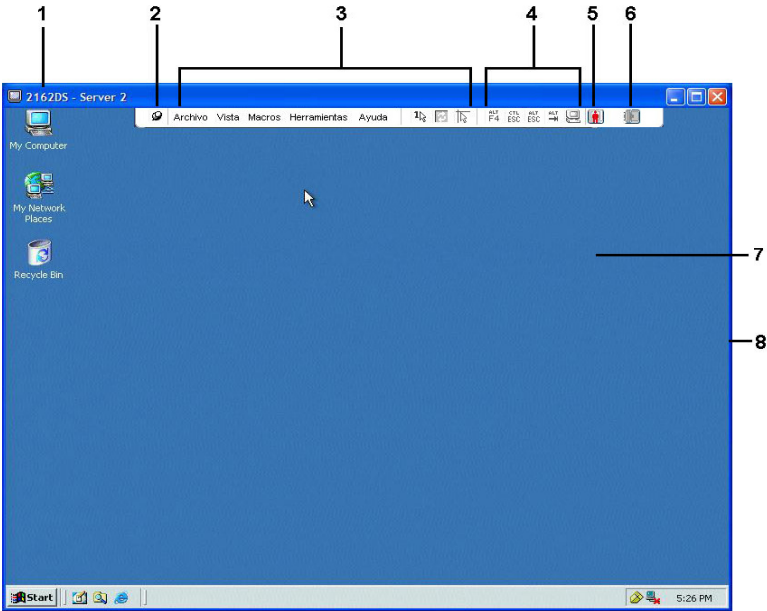 1 2 3 4 5 6
2162DS - Server 2
Archivo Vista Macros Herramientas Ayuda 1 ALT F4 CTL ESC ALT ESC ALT
My Computer
My Network
Places
Recycle Bin
7
8
Start 5:26 PM